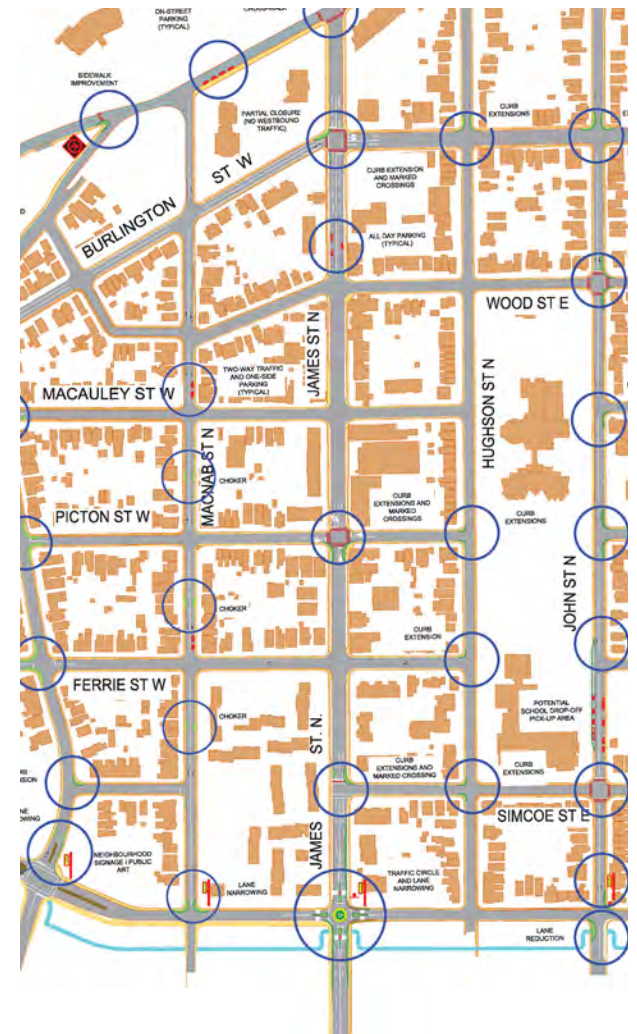 ON-STREET
PARKING
(TYPICAL)
SIDEWALK
IMPROVEMENT
PARTIAL CLOSURE
(NO WESTBOUND
TRAFFIC)
CURB
EXTENSIONS
BURLINGTON
ST W
CURB EXTENSION
AND MARKED
CROSSINGS
ALL DAY PARKING
(TYPICAL)
WOOD ST E
JAMES ST N
TWO-WAY TRAFFIC
AND ONE-SIDE
PARKING
(TYPICAL)
MACAULEY ST W
HUGHSON ST N
MACNAB ST N
CHOKER
CURB
EXTENSIONS AND
MARKED
CROSSINGS
PICTON ST W
CURB
EXTENSIONS
JOHN ST N
CHOKER
CURB
EXTENSION
FERRIE ST W
CHOKER
POTENTIAL
SCHOOL DROP-OFF
PICK-UP AREA
ST. N.
CURB
EXTENSIONS AND
MARKED CROSSING
CURB
EXTENSIONS
SIMCOE ST E
JAMES
NEIGHBOURHOOD
SIGNAGE / PUBLIC
ART
LANE
NARROWING
TRAFFIC CIRCLE
AND LANE
NARROWING
LANE
REDUCTION